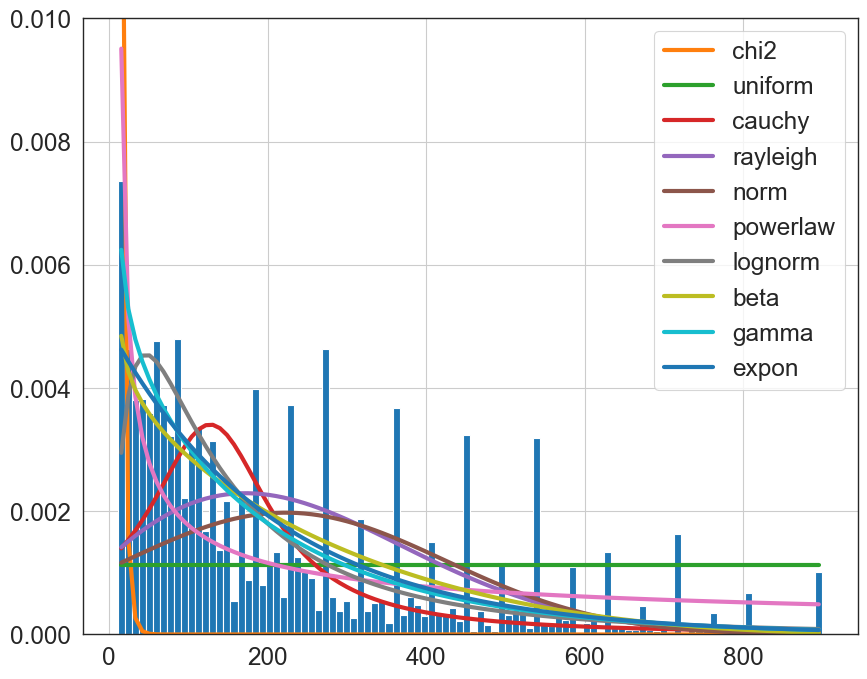 0.010
0.008
0.006
0.004
0.002
0.000
0
200
400
600
800
chi2
uniform
cauchy
rayleigh
norm
powerlaw
lognorm
beta
gamma
expon